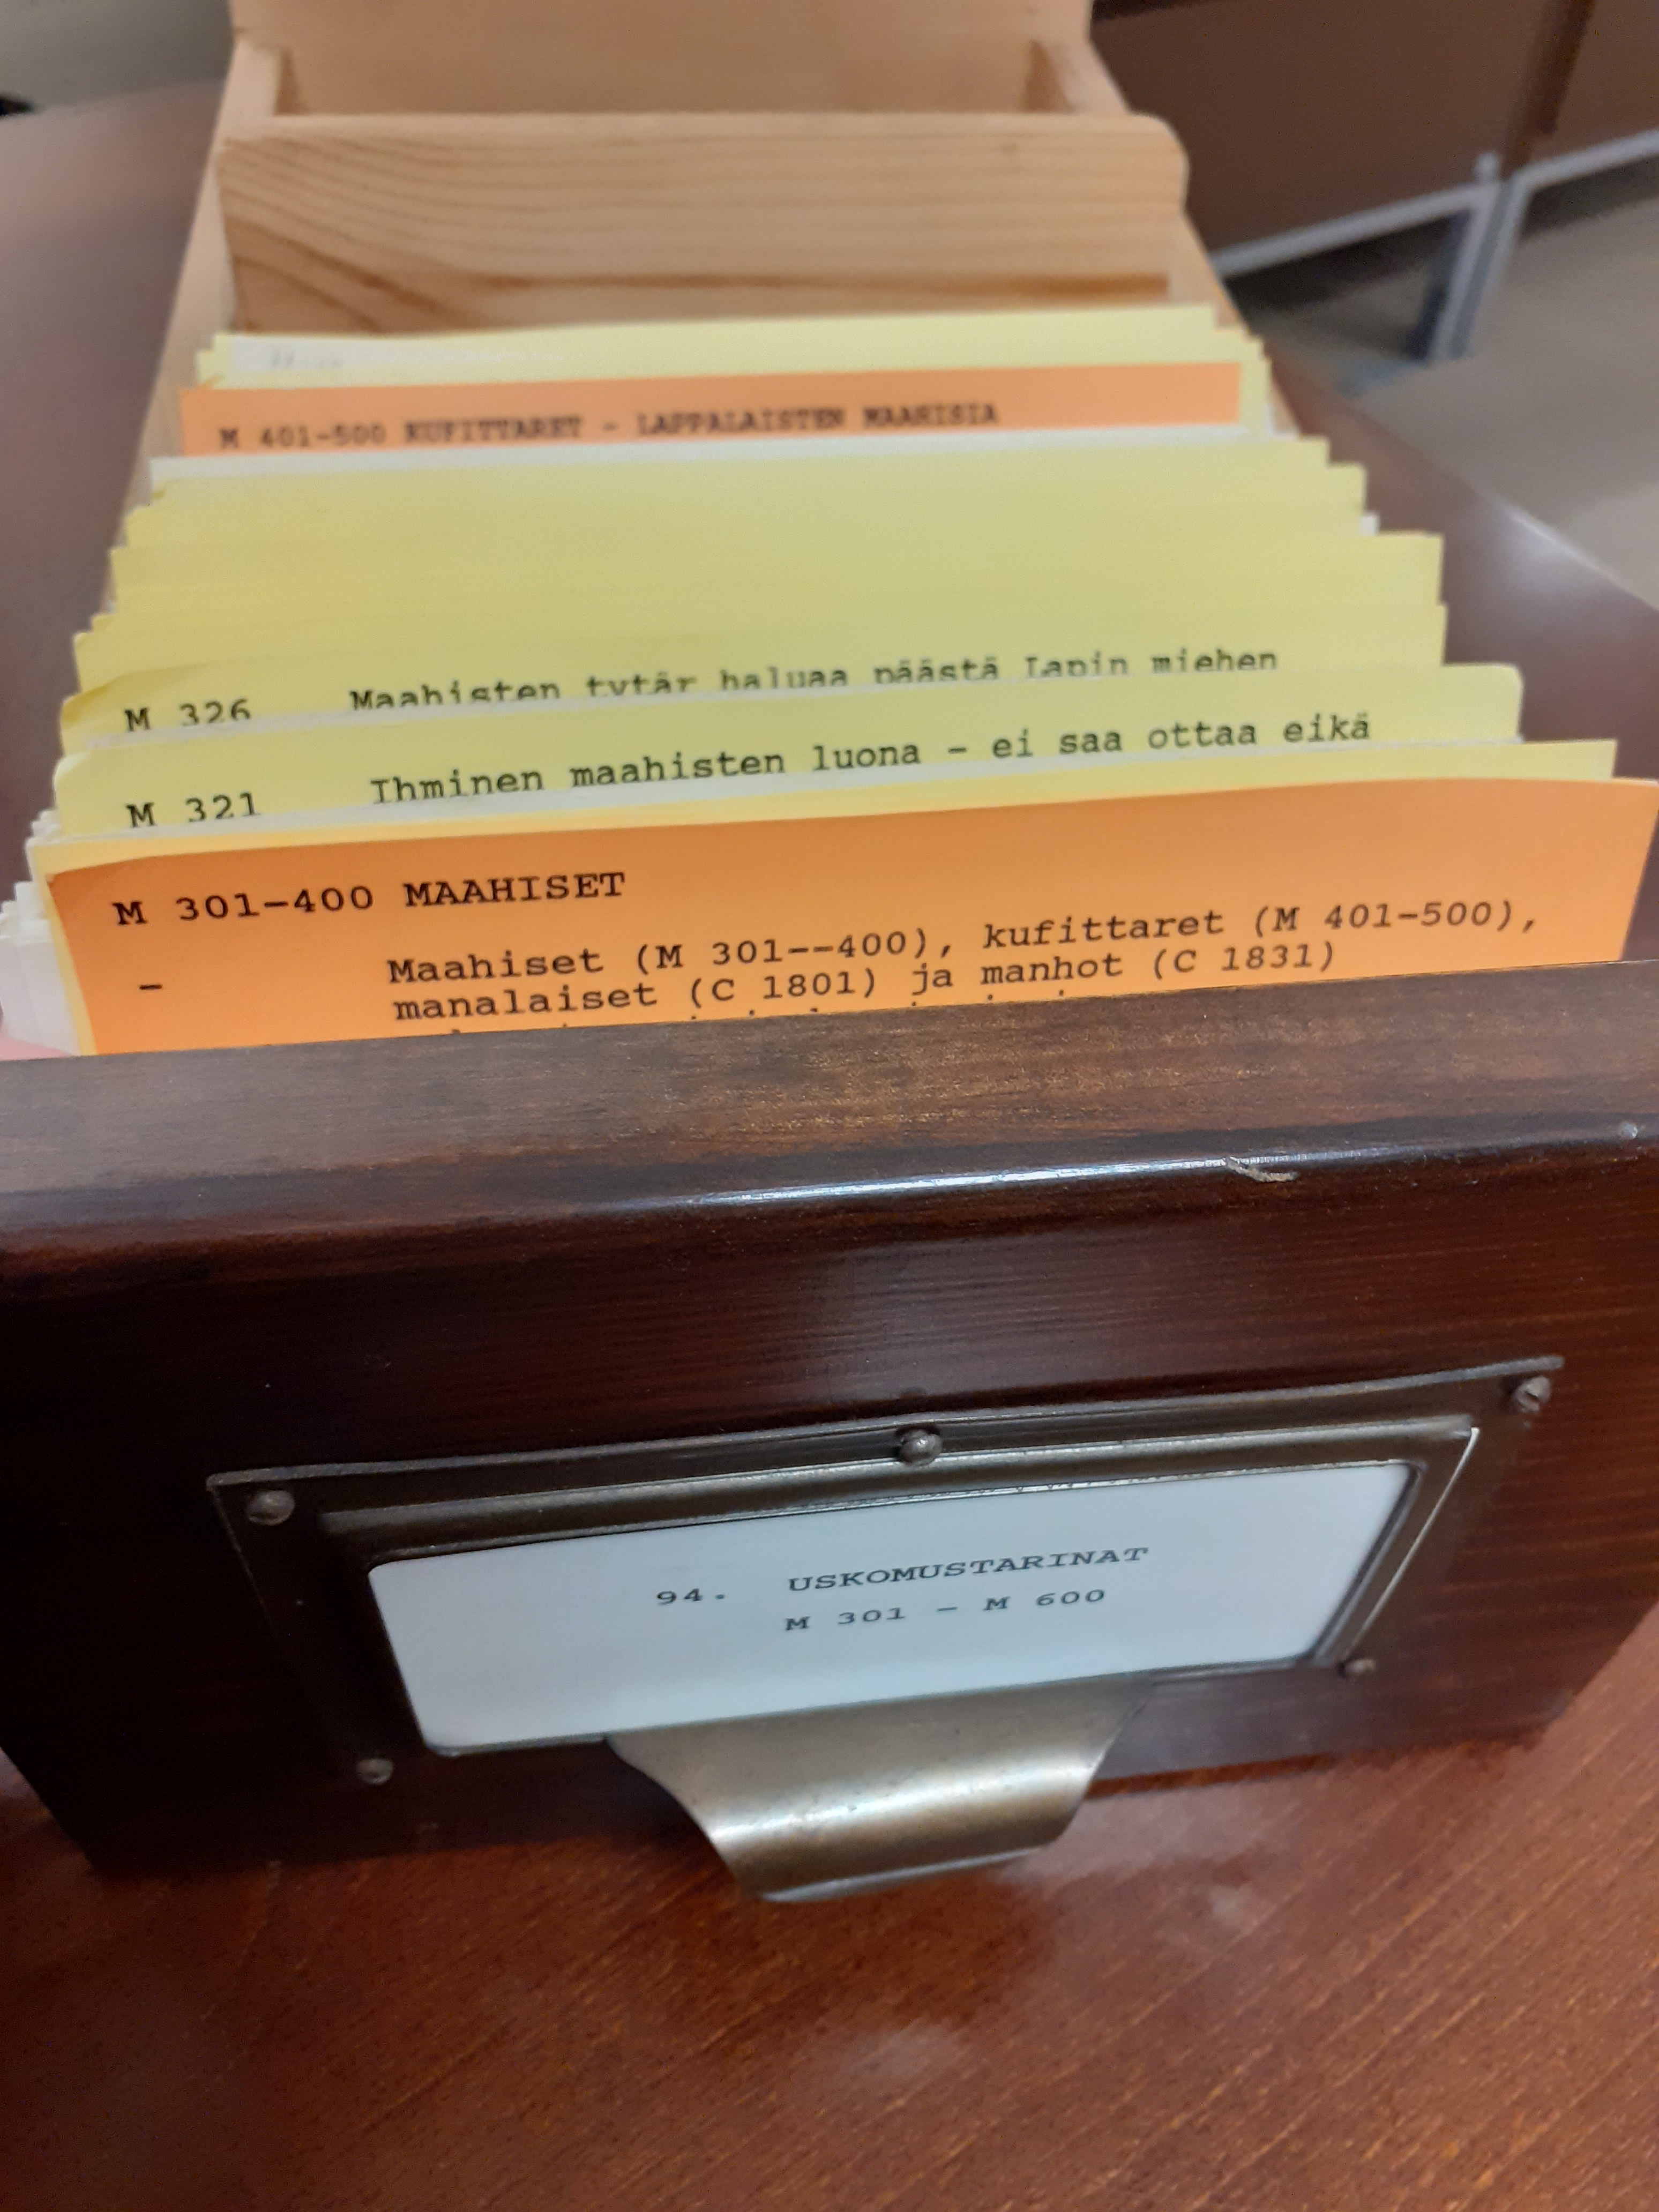 M 401-500 KUFITTARET - LAPPALAISTEN MAAHISIA
M 326 Maahisten tytär haluaa päästä Lapin miehen
M 321 Ihminen maahisten luona - ei saa ottaa eikä
M 301-400 MAAHISET
- Maahiset (M 301--400), kufittaret (M 401-500),
manalaiset (C 1801) ja manhot (C 1831)
94. USKOMUSTARINAT
M 301 - M 600